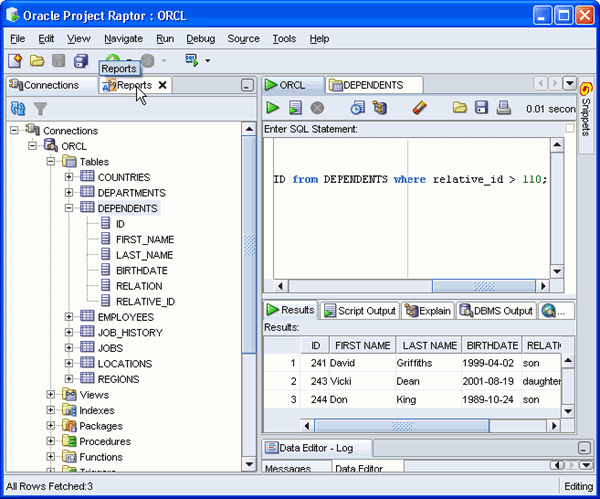 Oracle Project Raptor : ORCL
File Edit View Navigate Run Debug Source Tools Help
Reports
Connections Reports
Connections
ORCL
Tables
COUNTRIES
DEPARTMENTS
DEPENDENTS
ID
FIRST_NAME
LAST_NAME
BIRTHDATE
RELATION
RELATIVE_ID
EMPLOYEES
JOB_HISTORY
JOBS
LOCATIONS
REGIONS
Views
Indexes
Packages
Procedures
Functions
ORCL DEPENDENTS
0.01 secon
Enter SQL Statement:
ID from DEPENDENTS where relative_id > 110;
Snippets
Results Script Output Explain DBMS Output ...
Results:
ID FIRST NAME LAST NAME BIRTHDATE RELATI
1 241 David Griffiths 1999-04-02 son
2 243 Vicki Dean 2001-08-19 daughter
3 244 Don King 1989-10-24 son
Data Editor - Log
Messages Data Editor
All Rows Fetched:3 Editing